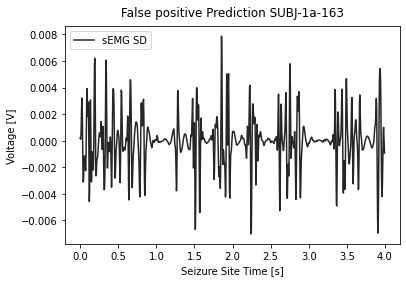 False positive Prediction SUBJ-1a-163
sEMG SD
Voltage [V]
0.008
0.006
0.004
0.002
0.000
−0.002
−0.004
−0.006
0.0 0.5 1.0 1.5 2.0 2.5 3.0 3.5 4.0
Seizure Site Time [s]